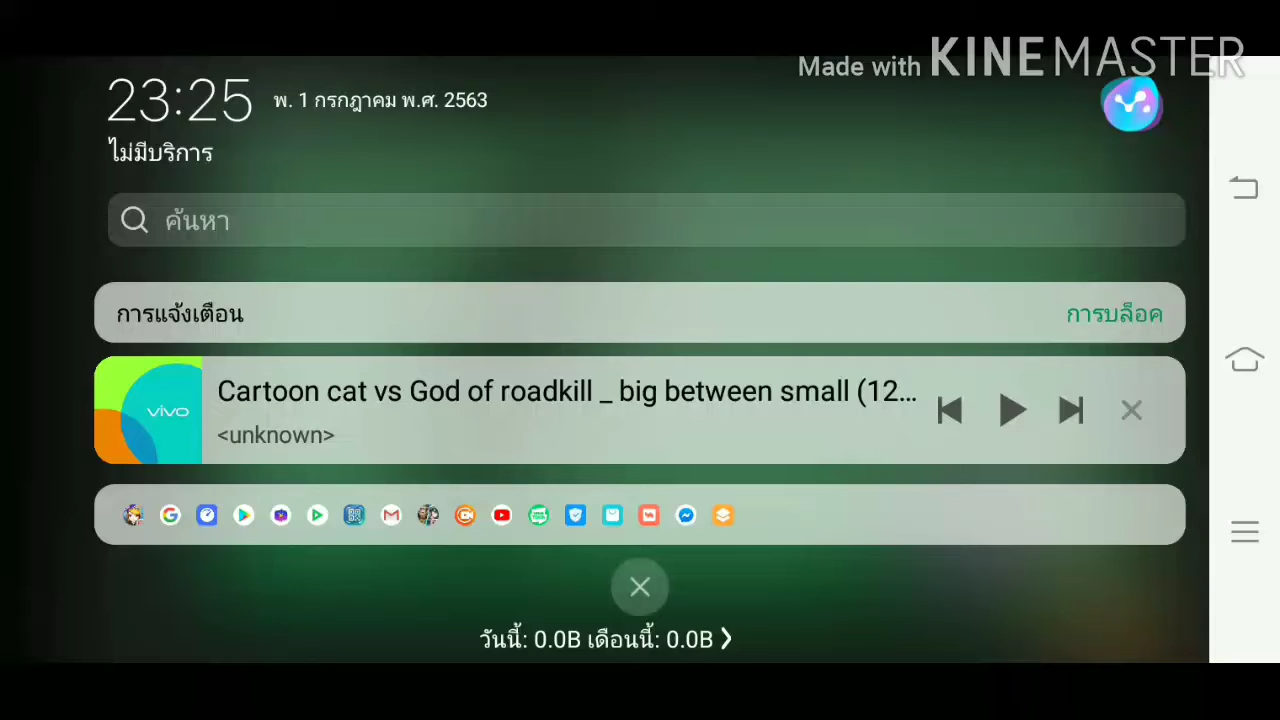 Made with KINEMASTER
23:25 พ. 1 กรกฎาคม พ.ศ. 2563
ไม่มีบริการ
ค้นหา
การแจ้งเตือน การบล็อค
vivo
Cartoon cat vs God of roadkill _ big between small (12...
<unknown>
วันนี้: 0.0B เดือนนี้: 0.0B